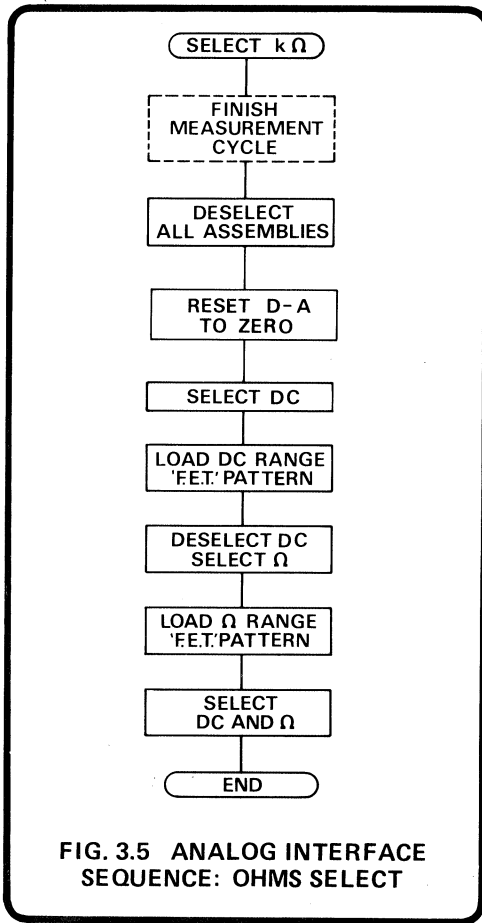 SELECT k Ω
FINISH
MEASUREMENT
CYCLE
DESELECT
ALL ASSEMBLIES
RESET D-A
TO ZERO
SELECT DC
LOAD DC RANGE
'F.E.T.' PATTERN
DESELECT DC
SELECT Ω
LOAD Ω RANGE
'F.E.T.' PATTERN
SELECT
DC AND Ω
END
FIG. 3.5 ANALOG INTERFACE
SEQUENCE: OHMS SELECT